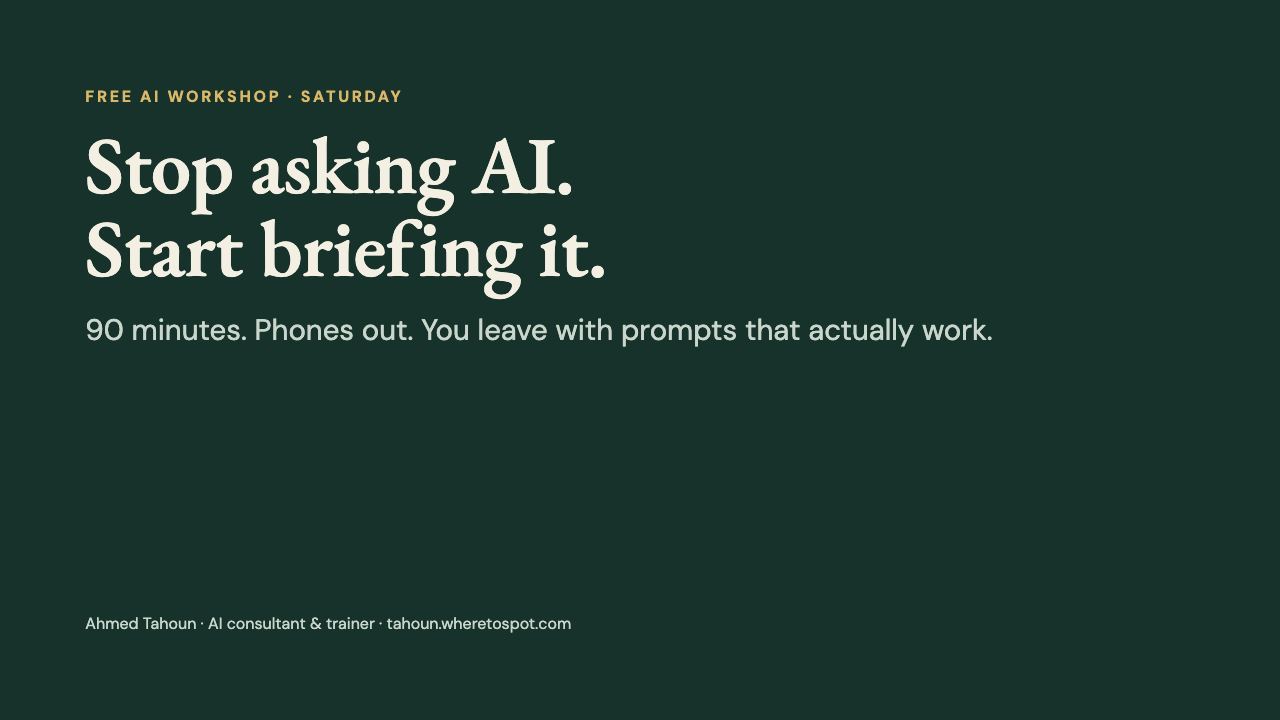 FREE AI WORKSHOP · SATURDAY
Stop asking AI.
Start briefing it.
90 minutes. Phones out. You leave with prompts that actually work.
Ahmed Tahoun · AI consultant & trainer · tahoun.wheretospot.com